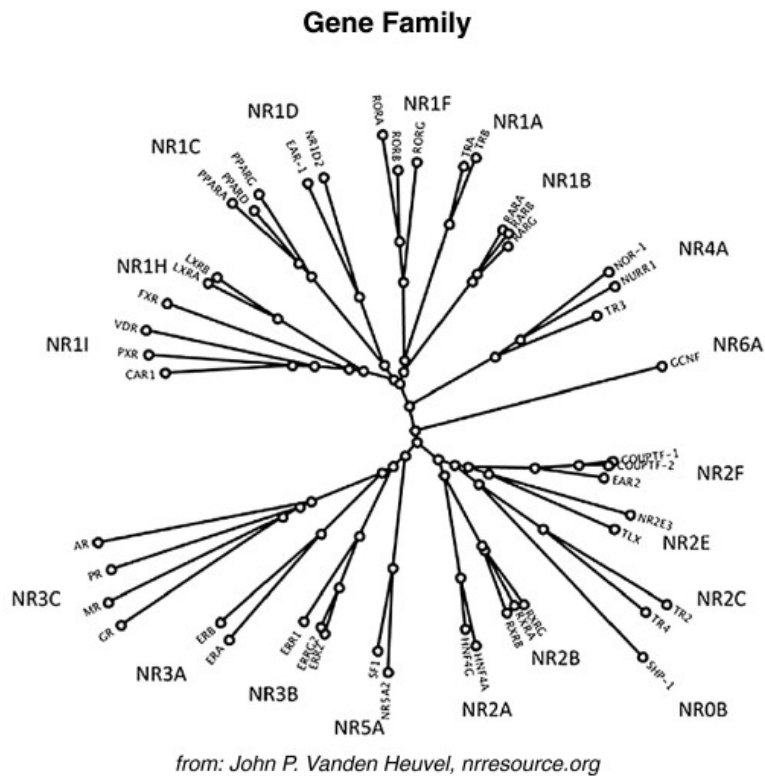 Gene Family
NR1F
NR1D
NR1A
NR1C
NR1B
NR1H
NR4A
NR1I
NR6A
NR2F
NR2E
NR3C
NR2C
NR3A
NR2B
NR3B
NR5A
NR2A
NR0B
RORA
RORB
RORG
TRA
TRB
RARA
RARB
RARG
NOR-1
NURR1
TR3
GCNF
COUPTF-1
COUPTF-2
EAR2
NR2E3
TLX
TR2
TR4
SHP-1
RXRG
RXRA
RXRB
HNF4A
HNF4G
NR5A2
SF1
ERR2
ERRG2
ERR1
ERA
ERB
GR
MR
PR
AR
CAR1
PXR
VDR
FXR
LXRA
LXRB
PPARA
PPARD
PPARG
EAR-1
NR1D2
from: John P. Vanden Heuvel, nrresource.org